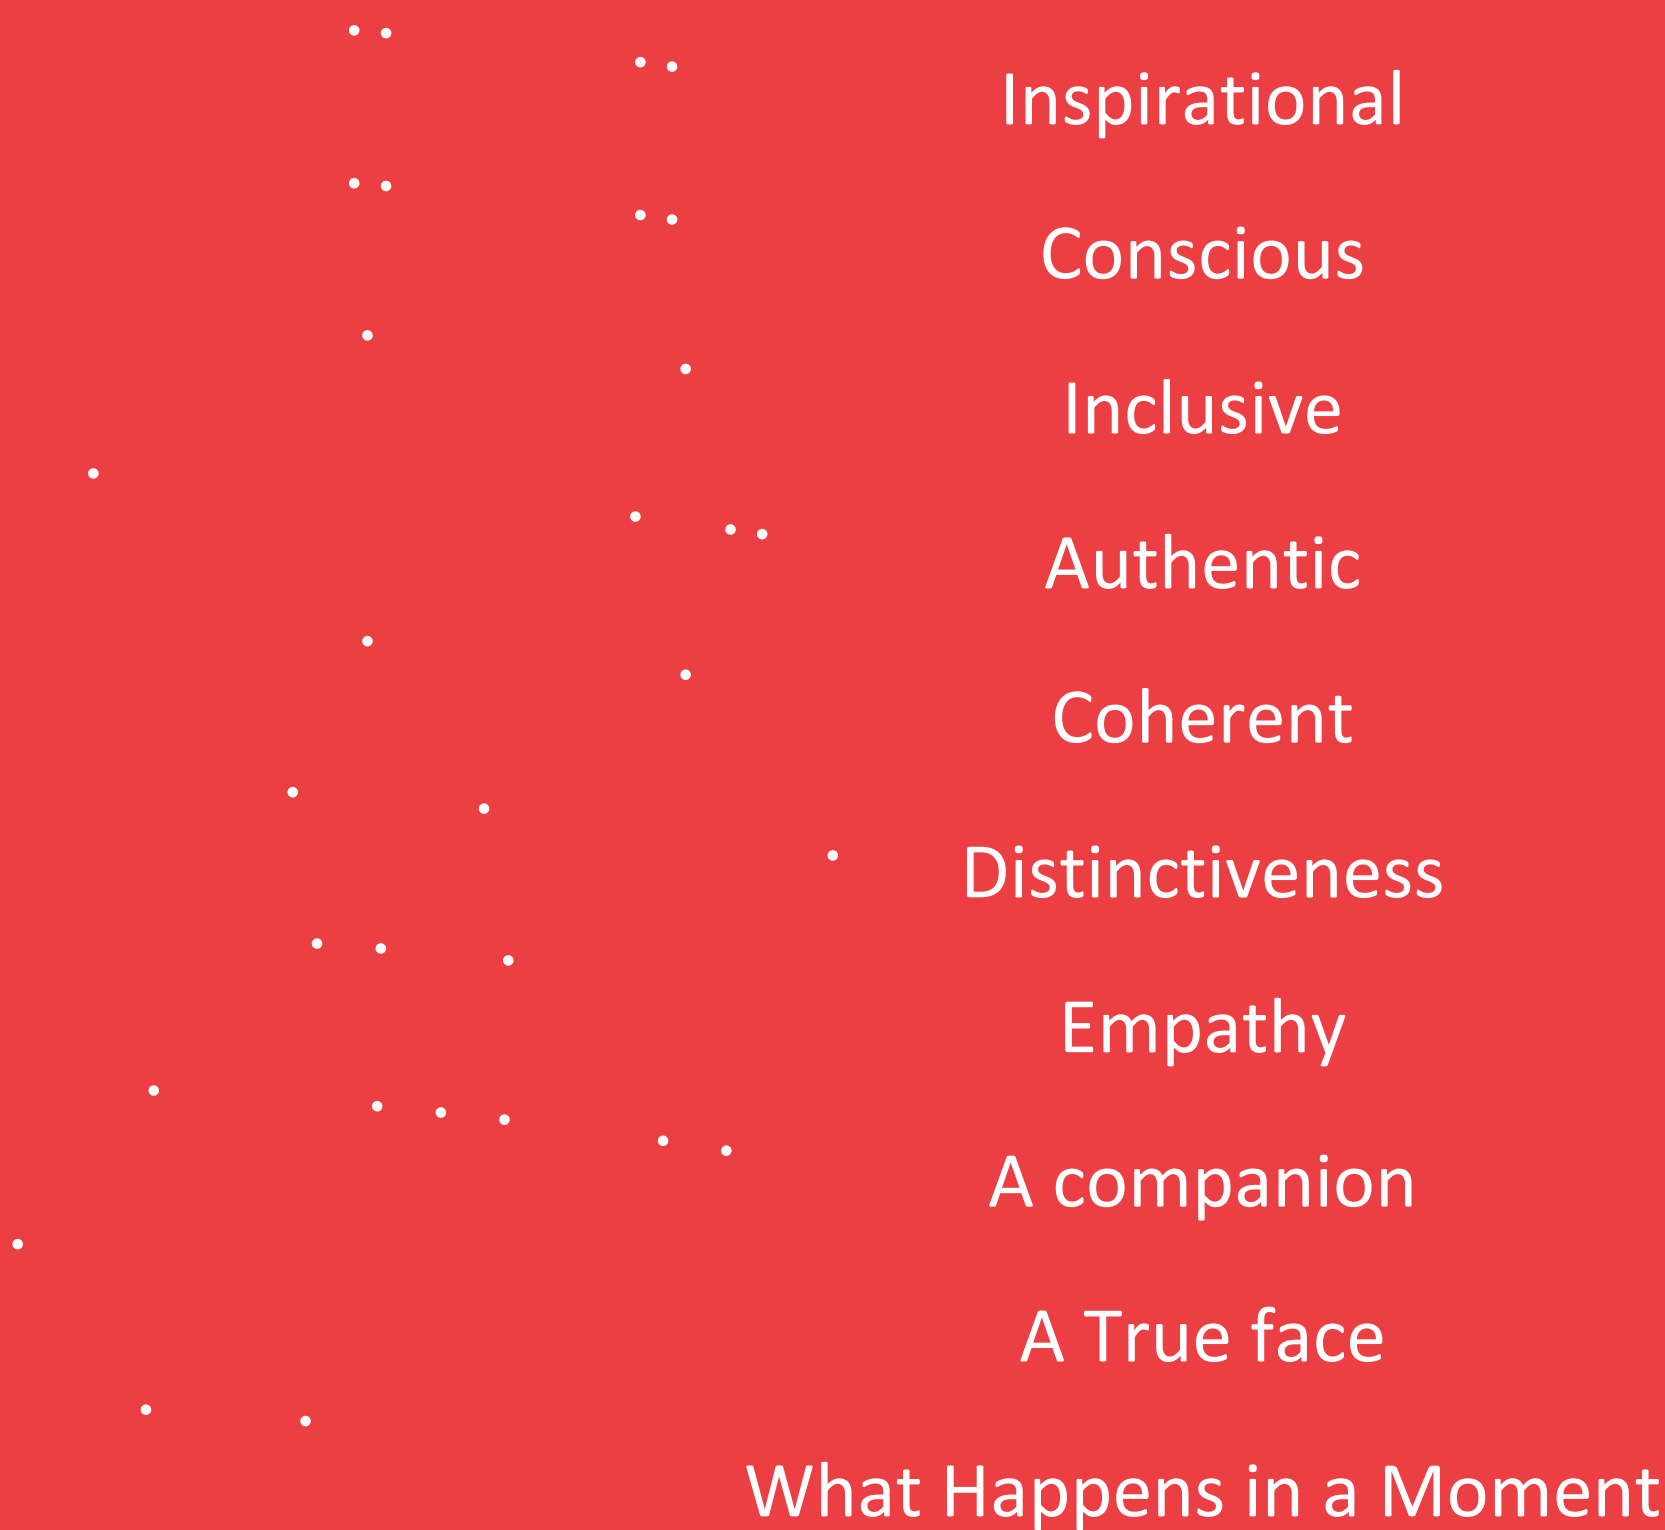 Inspirational
Conscious
Inclusive
Authentic
Coherent
Distinctiveness
Empathy
A companion
A True face
What Happens in a Moment